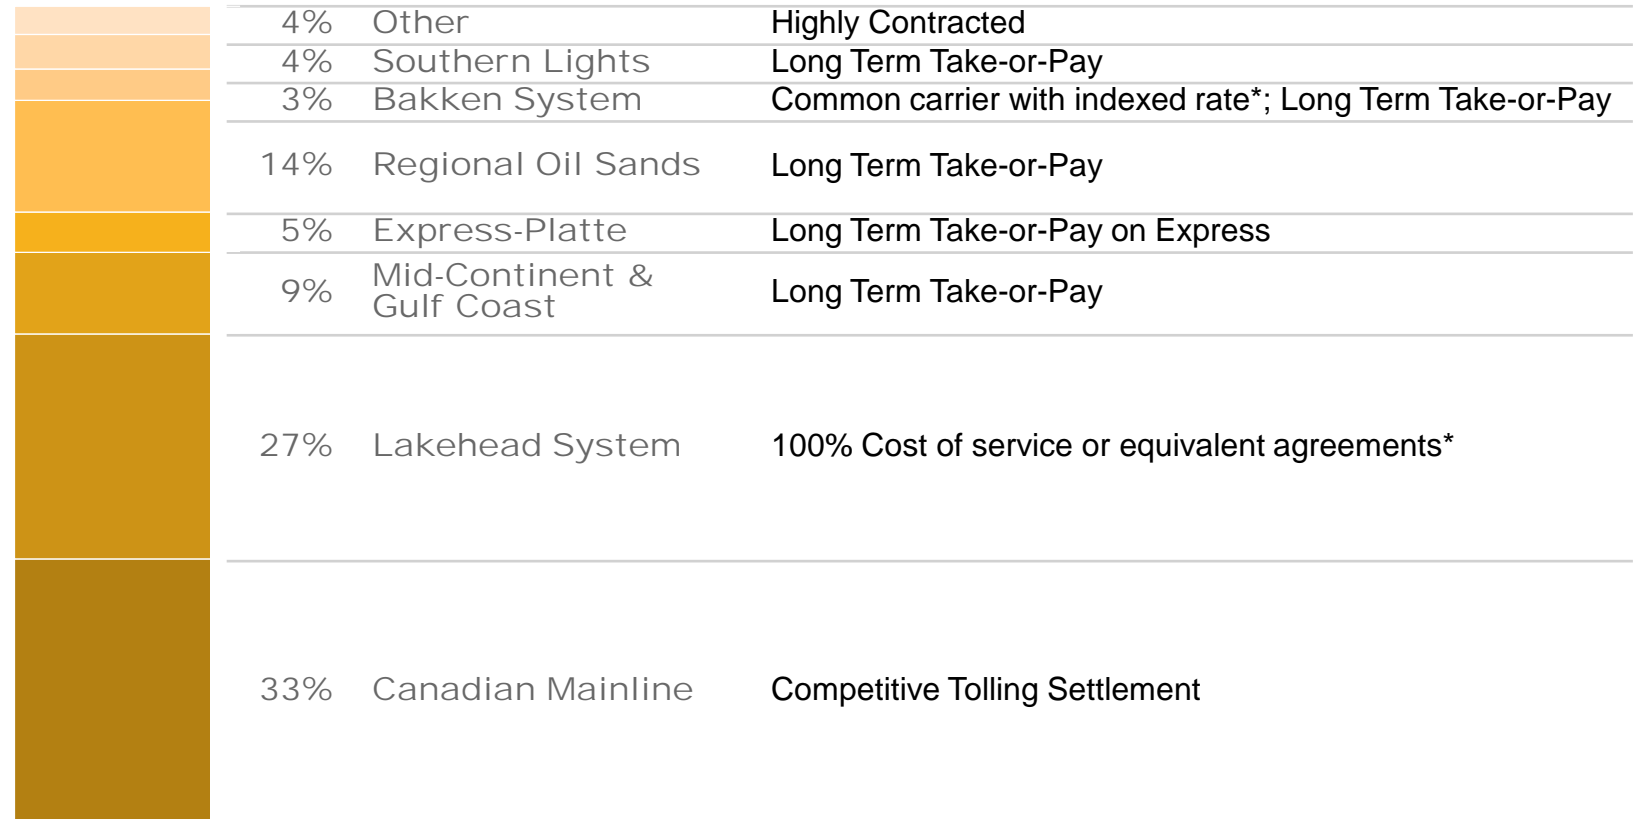 4% Other Highly Contracted
4% Southern Lights Long Term Take-or-Pay
3% Bakken System Common carrier with indexed rate*; Long Term Take-or-Pay
14% Regional Oil Sands Long Term Take-or-Pay
5% Express-Platte Long Term Take-or-Pay on Express
9% Mid-Continent &
Gulf Coast Long Term Take-or-Pay
27% Lakehead System 100% Cost of service or equivalent agreements*
33% Canadian Mainline Competitive Tolling Settlement